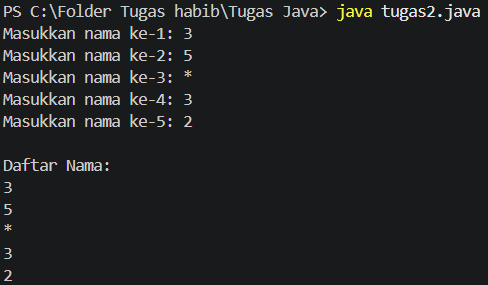 PS C:\Folder Tugas habib\Tugas Java> java tugas2.java
Masukkan nama ke-1: 3
Masukkan nama ke-2: 5
Masukkan nama ke-3: *
Masukkan nama ke-4: 3
Masukkan nama ke-5: 2

Daftar Nama:
3
5
*
3
2